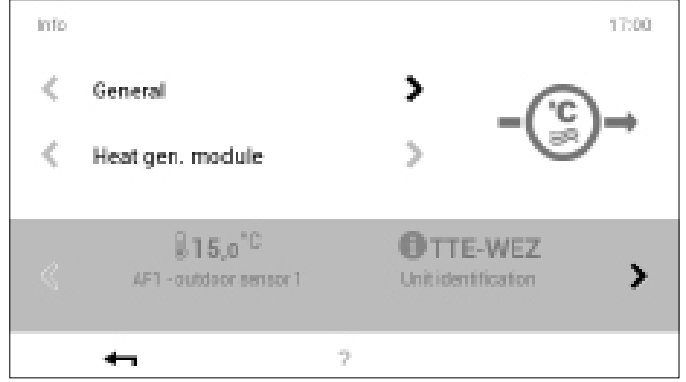 Info 17:00
General
Heat gen. module
15,0°C TTE-WEZ
AF1 - outdoor sensor 1 Unit identification
?
°C